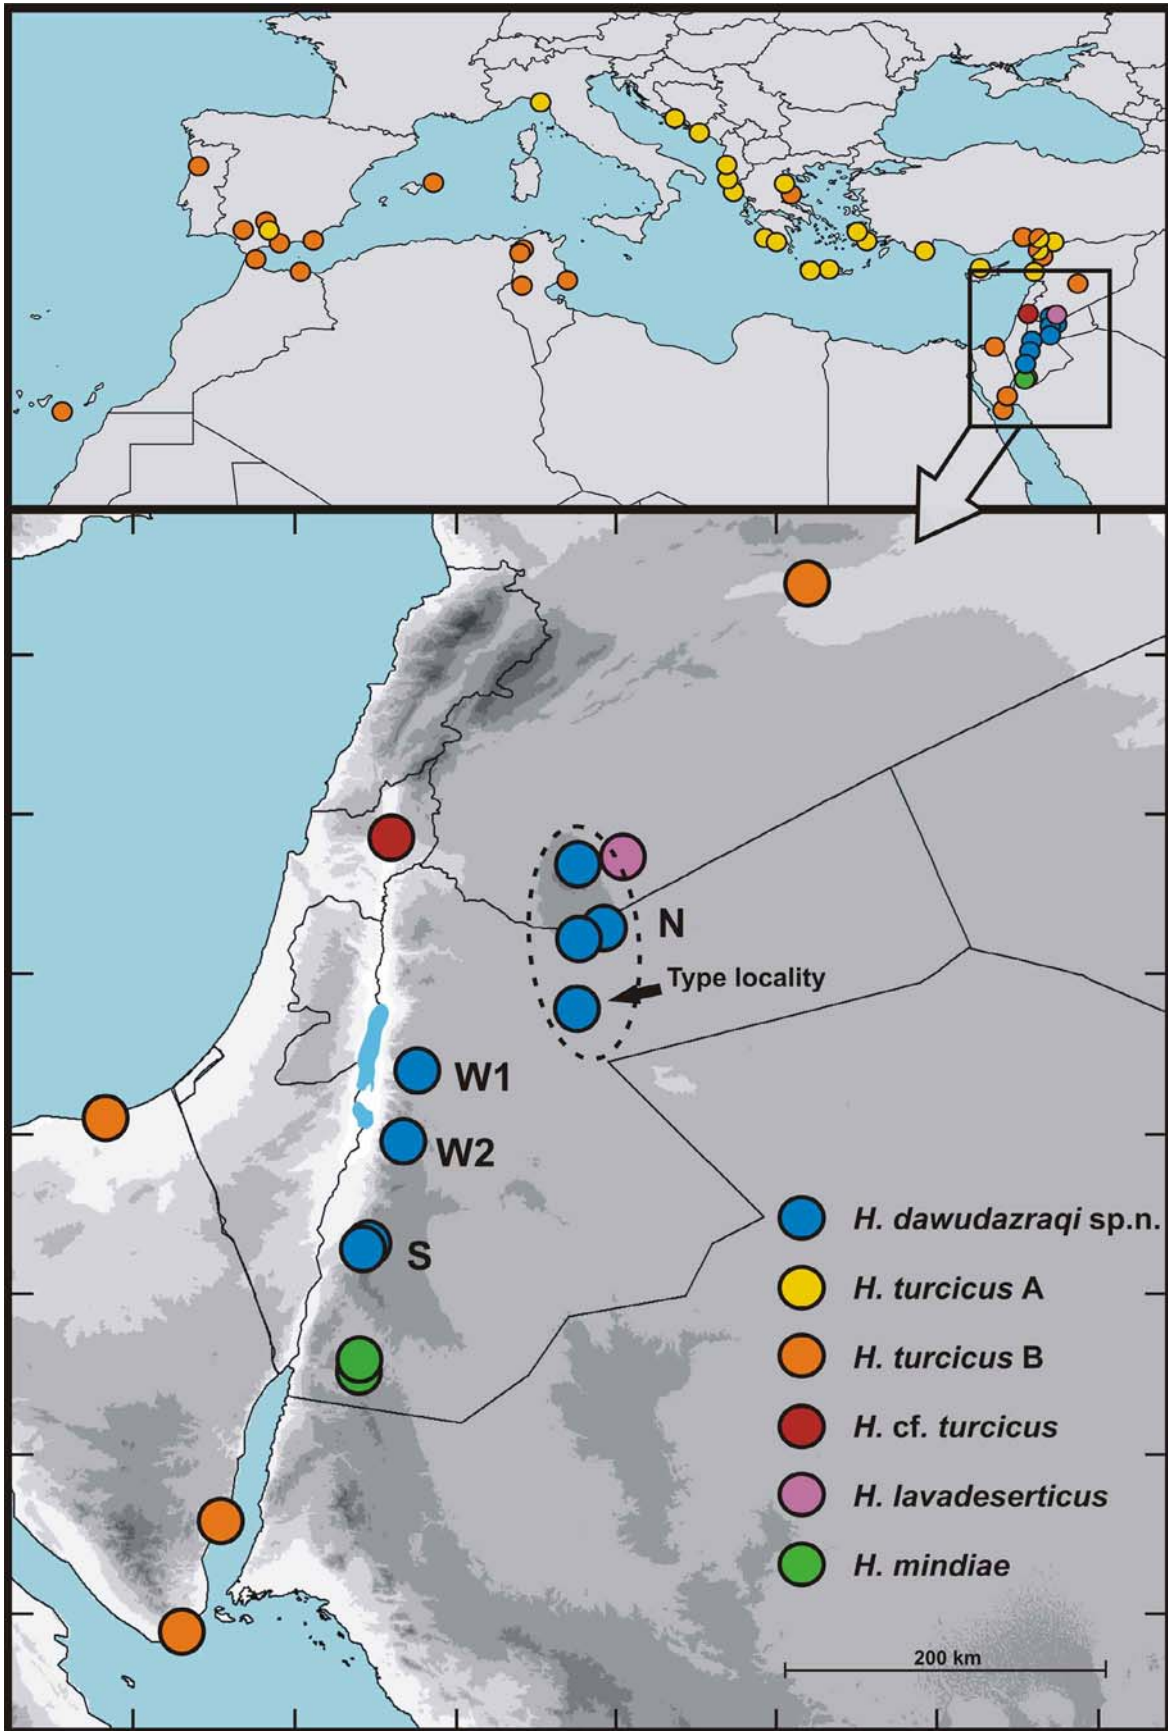 N
Type locality
W1
W2
S
H. dawudazraqi sp.n.
H. turcicus A
H. turcicus B
H. cf. turcicus
H. lavadeserticus
H. mindiae
200 km